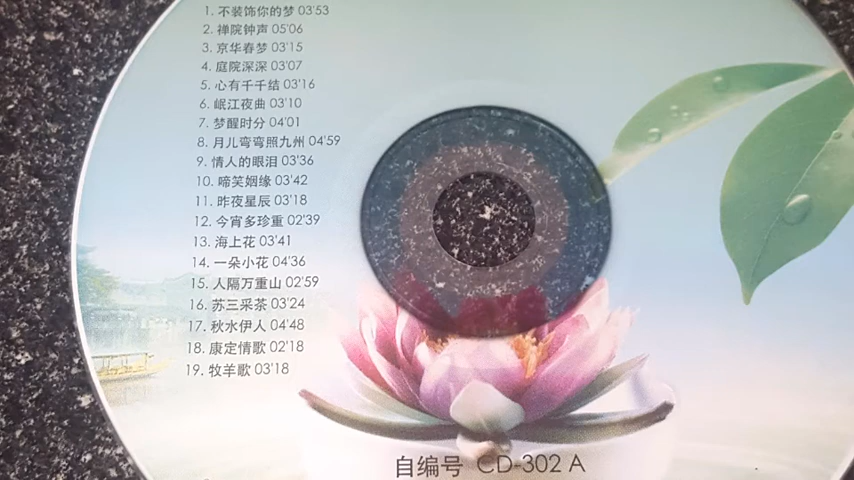 1. 不装饰你的梦 03'53
2. 禅院钟声 05'06
3. 京华春梦 03'15
4. 庭院深深 03'07
5. 心有千千结 03'16
6. 岷江夜曲 03'10
7. 梦醒时分 04'01
8. 月儿弯弯照九州 04'59
9. 情人的眼泪 03'36
10. 啼笑姻缘 03'42
11. 昨夜星辰 03'18
12. 今宵多珍重 02'39
13. 海上花 03'41
14. 一朵小花 04'36
15. 人隔万重山 02'59
16. 苏三采茶 03'24
17. 秋水伊人 04'48
18. 康定情歌 02'18
19. 牧羊歌 03'18
自编号 CD-302 A